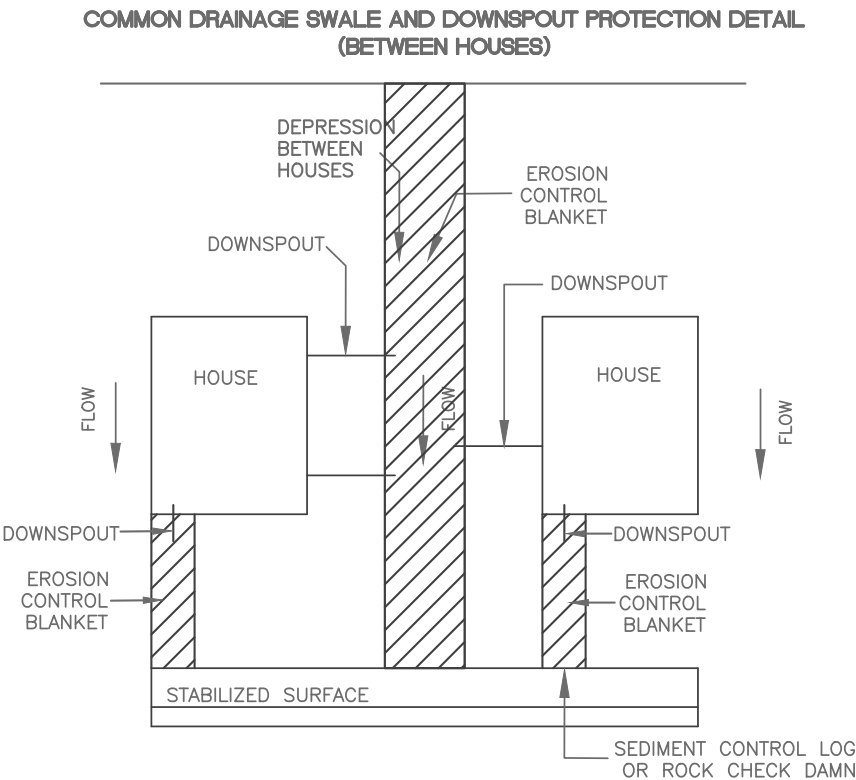 COMMON DRAINAGE SWALE AND DOWNSPOUT PROTECTION DETAIL
(BETWEEN HOUSES)
DEPRESSION
BETWEEN
HOUSES
EROSION
CONTROL
BLANKET
DOWNSPOUT
DOWNSPOUT
HOUSE
HOUSE
FLOW
FLOW
FLOW
DOWNSPOUT
DOWNSPOUT
EROSION
CONTROL
BLANKET
EROSION
CONTROL
BLANKET
STABILIZED SURFACE
SEDIMENT CONTROL LOG
OR ROCK CHECK DAMN